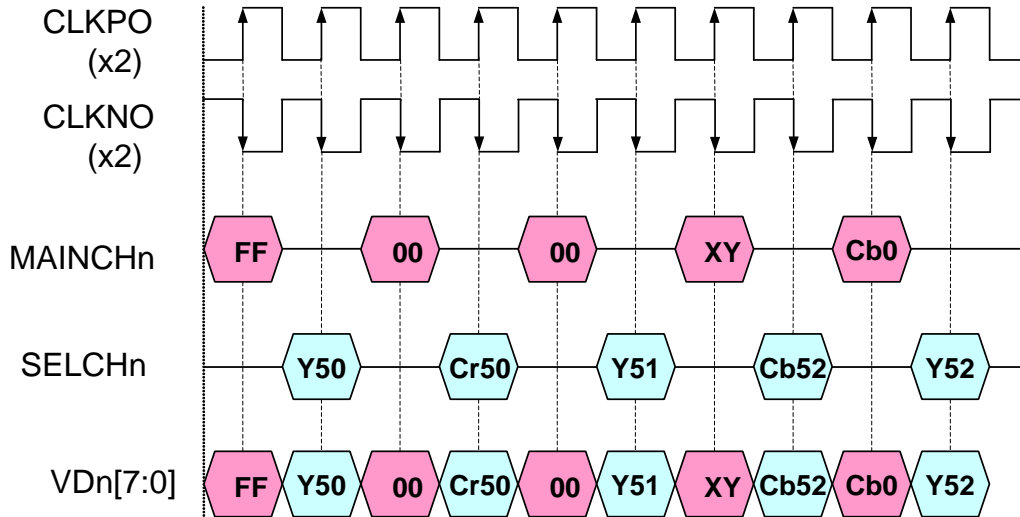 CLKPO
(x2)
CLKNO
(x2)
MAINCHn FF 00 00 XY Cb0
SELCHn Y50 Cr50 Y51 Cb52 Y52
VDn[7:0] FF Y50 00 Cr50 00 Y51 XY Cb52 Cb0 Y52